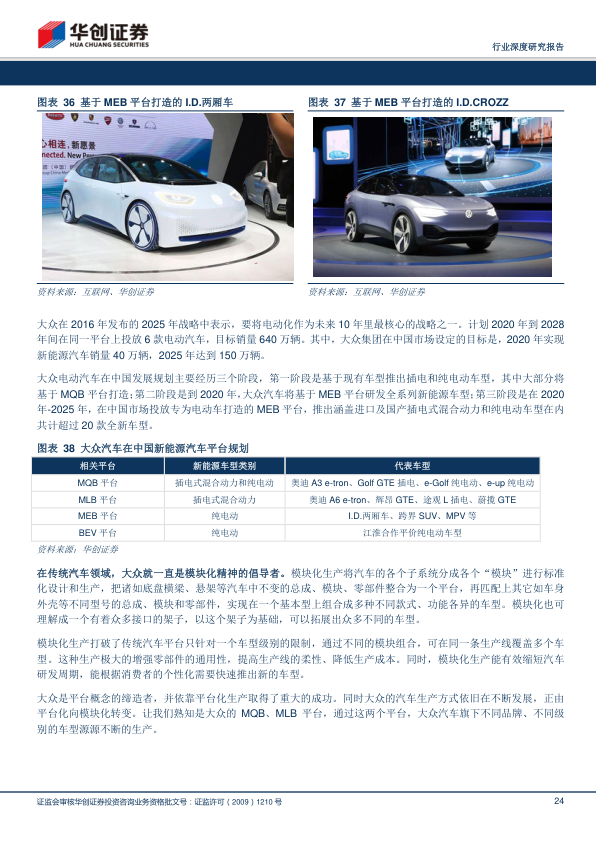 华创证券
HUA CHUANG SECURITIES
行业深度研究报告
图表 36 基于 MEB 平台打造的 I.D.两厢车
图表 37 基于 MEB 平台打造的 I.D.CROZZ
心相连，新愿景
资料来源：互联网、华创证券
资料来源：互联网、华创证券
大众在 2016 年发布的 2025 年战略中表示，要将电动化作为未来 10 年里最核心的战略之一。计划 2020 年到 2028
年间在同一平台上投放 6 款电动汽车，目标销量 640 万辆。其中，大众集团在中国市场设定的目标是，2020 年实现
新能源汽车销量 40 万辆，2025 年达到 150 万辆。
大众电动汽车在中国发展规划主要经历三个阶段，第一阶段是基于现有车型推出插电和纯电动车型，其中大部分将
基于 MQB 平台打造；第二阶段是到 2020 年，大众汽车将基于 MEB 平台研发全系列新能源车型；第三阶段是在 2020
年-2025 年，在中国市场投放专为电动车打造的 MEB 平台，推出涵盖进口及国产插电式混合动力和纯电动车型在内
共计超过 20 款全新车型。
图表 38 大众汽车在中国新能源汽车平台规划
相关平台 新能源车型类别 代表车型
MQB 平台 插电式混合动力和纯电动 奥迪 A3 e-tron、Golf GTE 插电、e-Golf 纯电动、e-up 纯电动
MLB 平台 插电式混合动力 奥迪 A6 e-tron、辉昂 GTE、途观 L 插电、蔚揽 GTE
MEB 平台 纯电动 I.D.两厢车、跨界 SUV、MPV 等
BEV 平台 纯电动 江淮合作平价纯电动车型
资料来源：华创证券
在传统汽车领域，大众就一直是模块化精神的倡导者。模块化生产将汽车的各个子系统分成各个“模块”进行标准
化设计和生产，把诸如底盘横梁、悬架等汽车中不变的总成、模块、零部件整合为一个平台，再匹配上其它如车身
外壳等不同型号的总成、模块和零部件，实现在一个基本型上组合成多种不同款式、功能各异的车型。模块化也可
理解成一个有着众多接口的架子，以这个架子为基础，可以拓展出众多不同的车型。
模块化生产打破了传统汽车平台只针对一个车型级别的限制，通过不同的模块组合，可在同一条生产线覆盖多个车
型。这种生产极大的增强零部件的通用性，提高生产线的柔性、降低生产成本。同时，模块化生产能有效缩短汽车
研发周期，能根据消费者的个性化需要快速推出新的车型。
大众是平台概念的缔造者，并依靠平台化生产取得了重大的成功。同时大众的汽车生产方式依旧在不断发展，正由
平台化向模块化转变。让我们熟知是大众的 MQB、MLB 平台，通过这两个平台，大众汽车旗下不同品牌、不同级
别的车型源源不断的生产。
证监会审核华创证券投资咨询业务资格批文号：证监许可（2009）1210 号
24